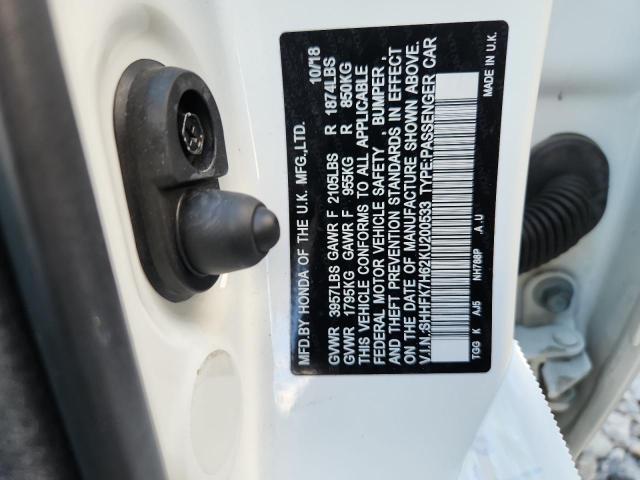 MFD.BY HONDA OF THE U.K. MFG.,LTD. 10/18
GVWR 3957LBS GAWR F 2105LBS R 1874LBS
GVWR 1795KG GAWR F 955KG R 850KG
THIS VEHICLE CONFORMS TO ALL APPLICABLE
FEDERAL MOTOR VEHICLE SAFETY , BUMPER ,
AND THEFT PREVENTION STANDARDS IN EFFECT
ON THE DATE OF MANUFACTURE SHOWN ABOVE.
V.I.N.:SHHFK7H62KU200533 TYPE:PASSENGER CAR
TGG K AJ5 NH788P .A.U MADE IN U.K.